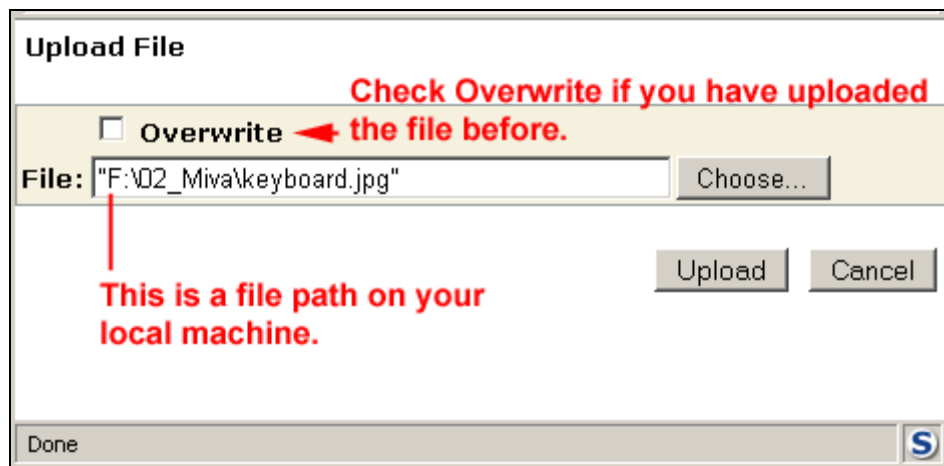 Upload File
Check Overwrite if you have uploaded
the file before.
Overwrite
File: "F:\02_Miva\keyboard.jpg" Choose...
This is a file path on your
local machine.
Upload Cancel
Done S